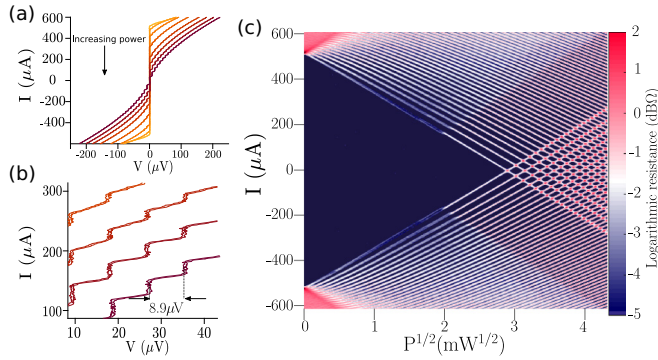 (a)
600
400
200
0
-200
-400
I (μA)
Increasing power
-200 -100 0 100 200
V (μV)
(b)
300
200
100
I (μA)
8.9μV
10 20 30 40
V (μV)
(c)
600
400
200
0
-200
-400
-600
I (μA)
0 1 2 3 4
P^1/2(mW^1/2)
2
1
0
-1
-2
-3
-4
-5
Logarithmic resistance (dBΩ)